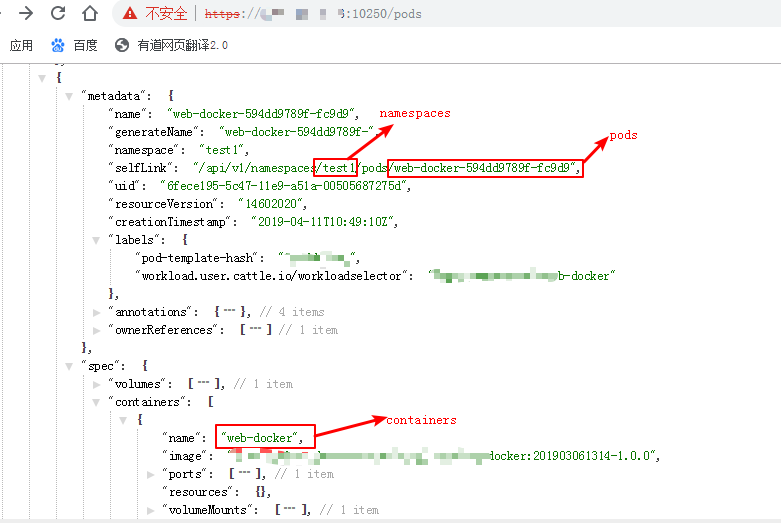 不安全 https:// :10250/pods
应用 百度 有道网页翻译2.0
{
"metadata": {
"name": "web-docker-594dd9789f-fc9d9", namespaces
"generateName": "web-docker-594dd9789f-",
"namespace": "test1", pods
"selfLink": "/api/v1/namespaces/test1/pods/web-docker-594dd9789f-fc9d9",
"uid": "6fece195-5c47-11e9-a51a-00505687275d",
"resourceVersion": "14602020",
"creationTimestamp": "2019-04-11T10:49:10Z",
"labels": {
"pod-template-hash": " ",
"workload.user.cattle.io/workloadselector": " b-docker"
},
"annotations": { ... }, // 4 items
"ownerReferences": [ ... ] // 1 item
},
"spec": {
"volumes": [ ... ], // 1 item
"containers": [
{ containers
"name": "web-docker",
"image": " docker:201903061314-1.0.0",
"ports": [ ... ], // 1 item
"resources": {},
"volumeMounts": [ ... ], // 1 item